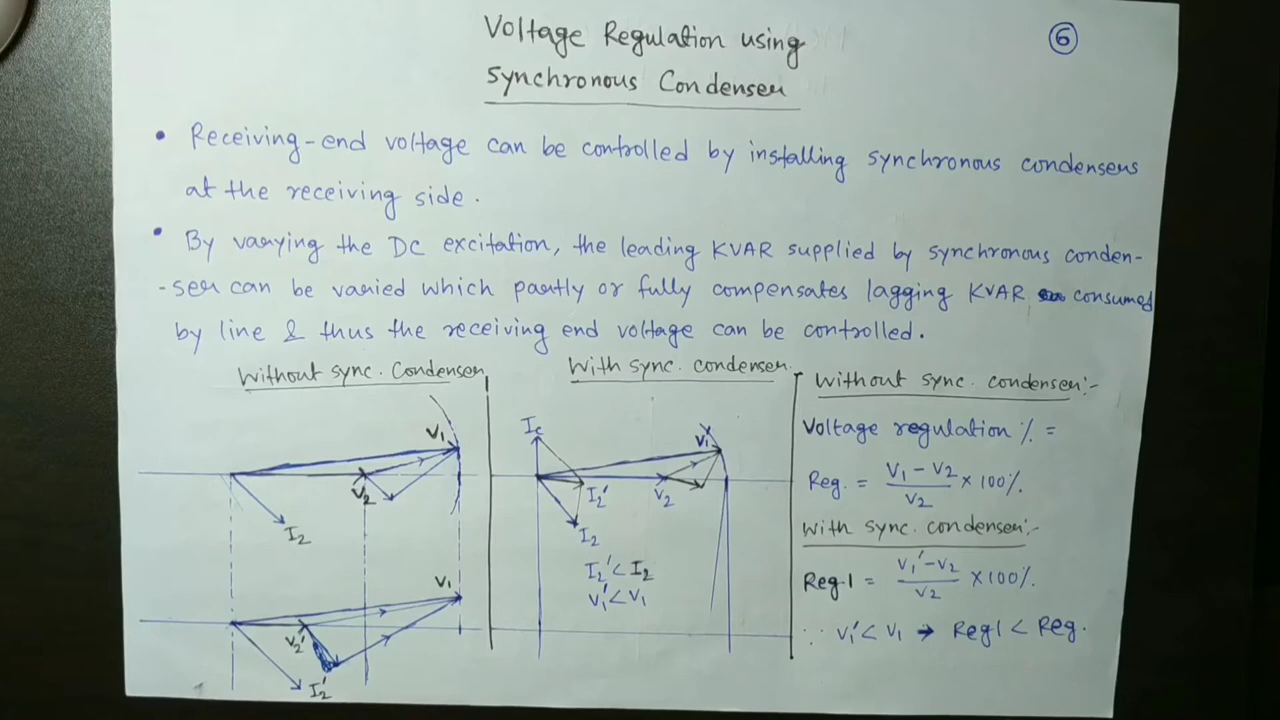 Voltage Regulation using
Synchronous Condenser
6
• Receiving-end voltage can be controlled by installing synchronous condensers
at the receiving side.
• By varying the DC excitation, the leading KVAR supplied by synchronous conden-
-ser can be varied which partly or fully compensates lagging KVAR consumed
by line & thus the receiving end voltage can be controlled.
Without sync. Condenser
V₁
V₂
I₂
V₁
V₂'
I₂'
With sync. condenser.
Ic
V₁'
I₂'
V₂
I₂
I₂' < I₂
V₁' < V₁
Without sync. condenser:-
Voltage regulation % =
Reg. = (V₁ - V₂)/V₂ × 100%.
With sync. condenser:-
Reg1 = (V₁' - V₂)/V₂ × 100%.
∵ V₁' < V₁ → Reg1 < Reg.